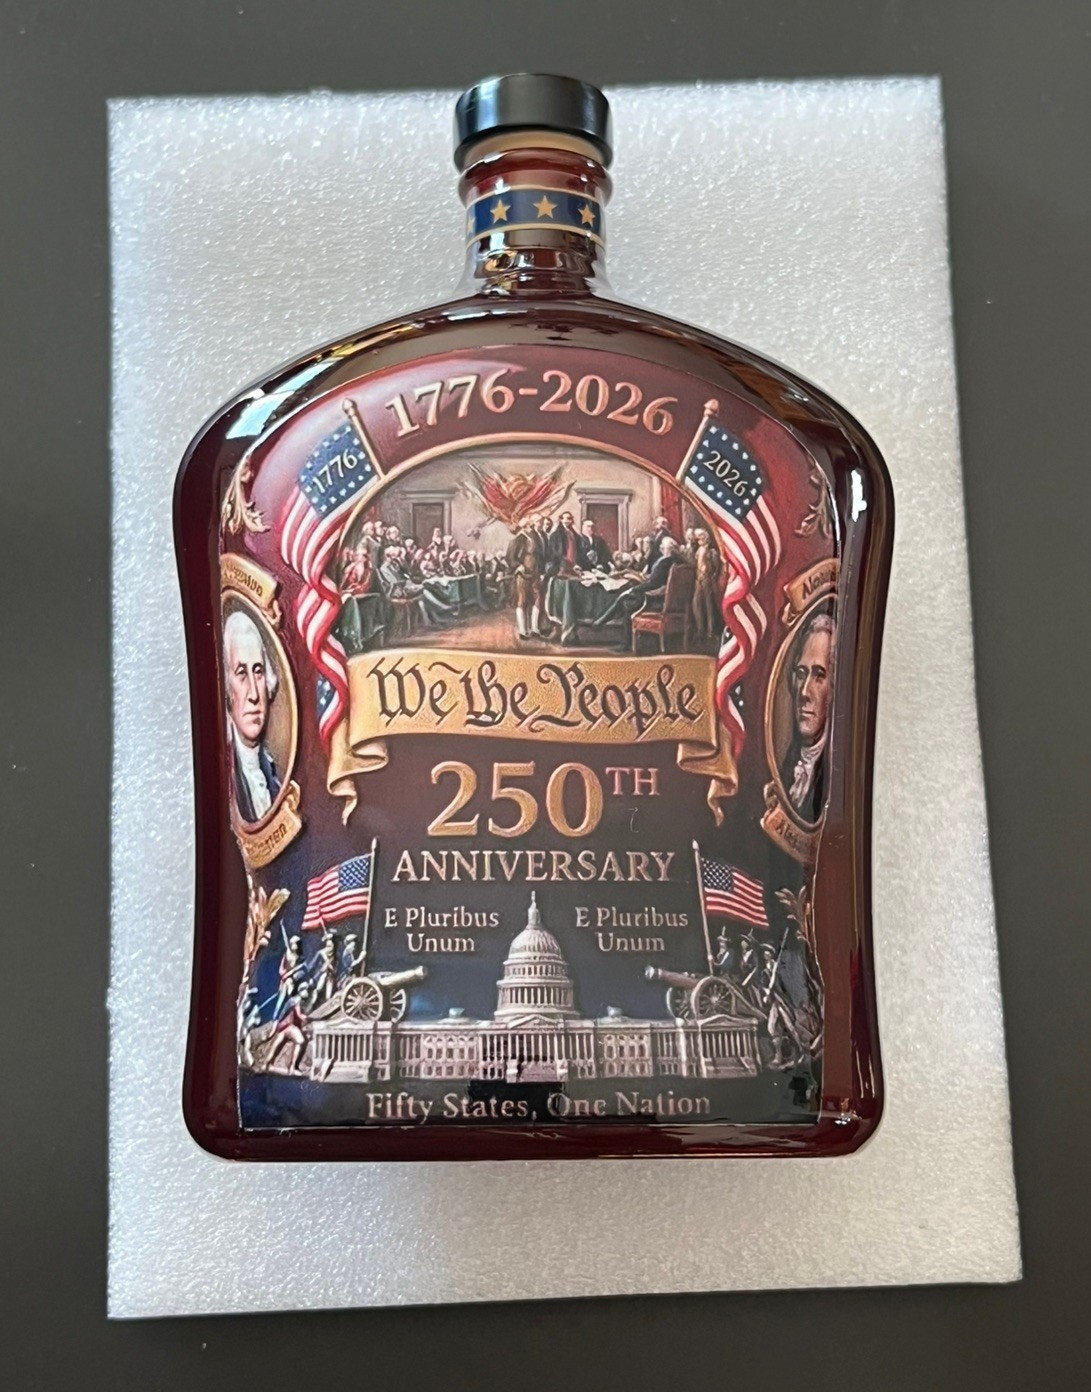 1776-2026
1776
2026
We the People
250TH
ANNIVERSARY
E Pluribus
Unum
E Pluribus
Unum
Fifty States, One Nation